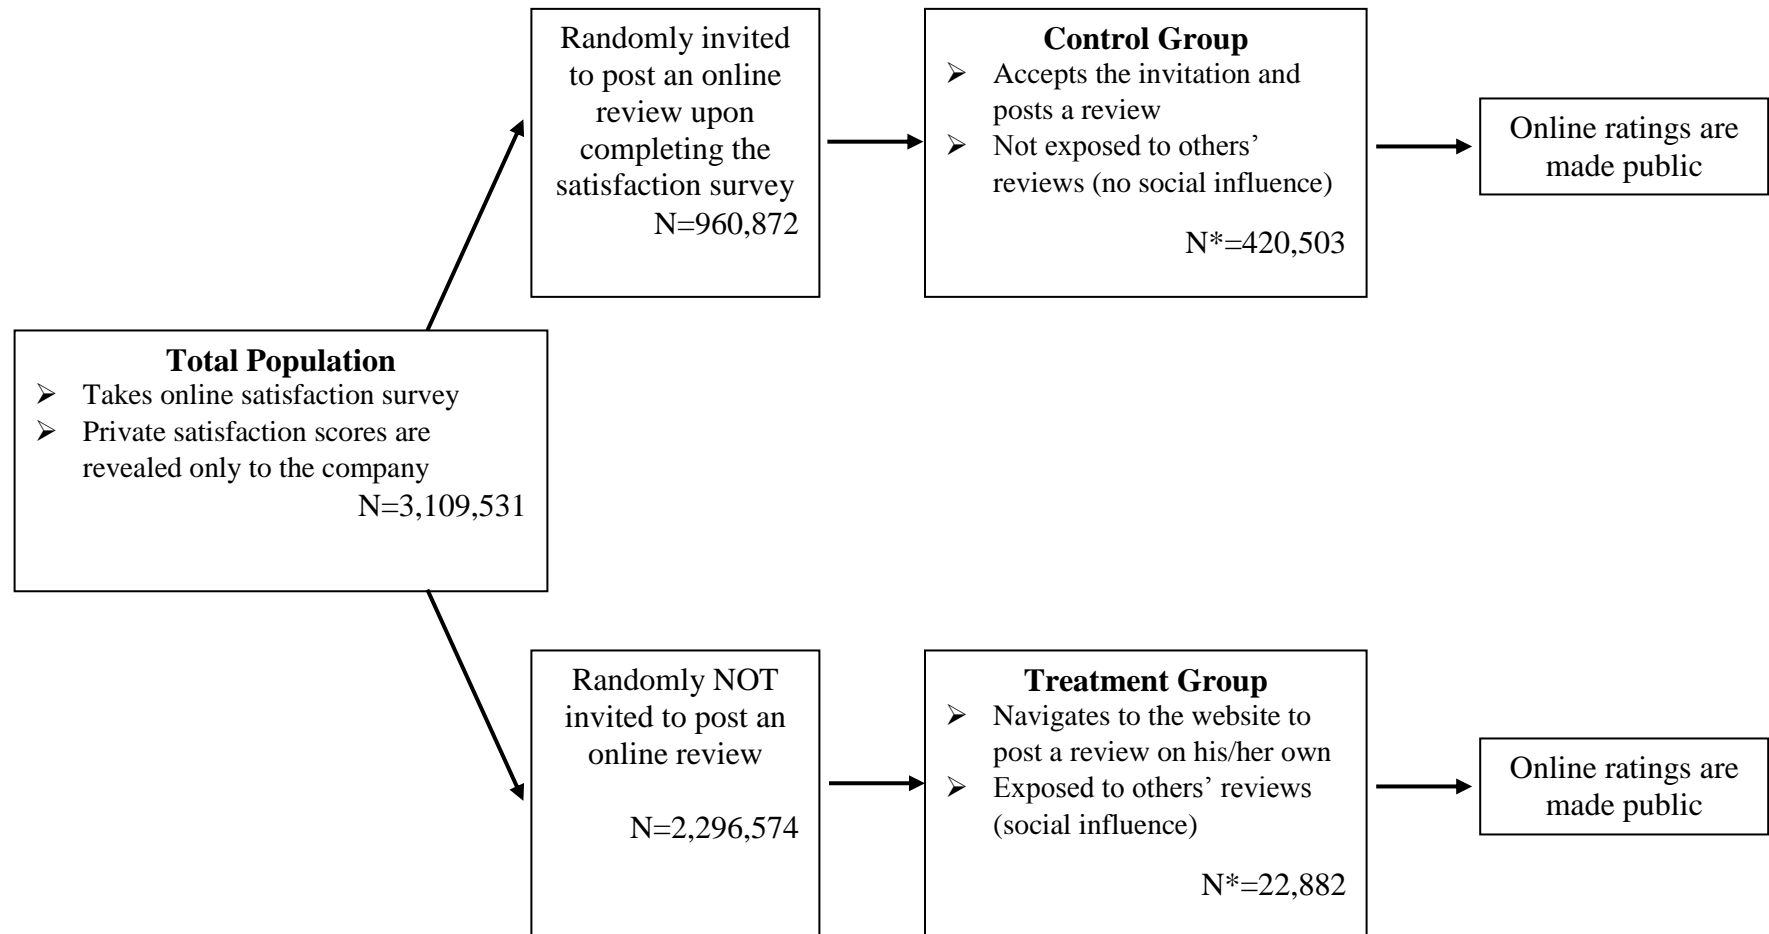 Randomly invited
to post an online
review upon
completing the
satisfaction survey
N=960,872
Control Group
➢ Accepts the invitation and
posts a review
➢ Not exposed to others’
reviews (no social influence)
N*=420,503
Online ratings are
made public
Total Population
➢ Takes online satisfaction survey
➢ Private satisfaction scores are
revealed only to the company
N=3,109,531
Randomly NOT
invited to post an
online review
N=2,296,574
Treatment Group
➢ Navigates to the website to
post a review on his/her own
➢ Exposed to others’ reviews
(social influence)
N*=22,882
Online ratings are
made public